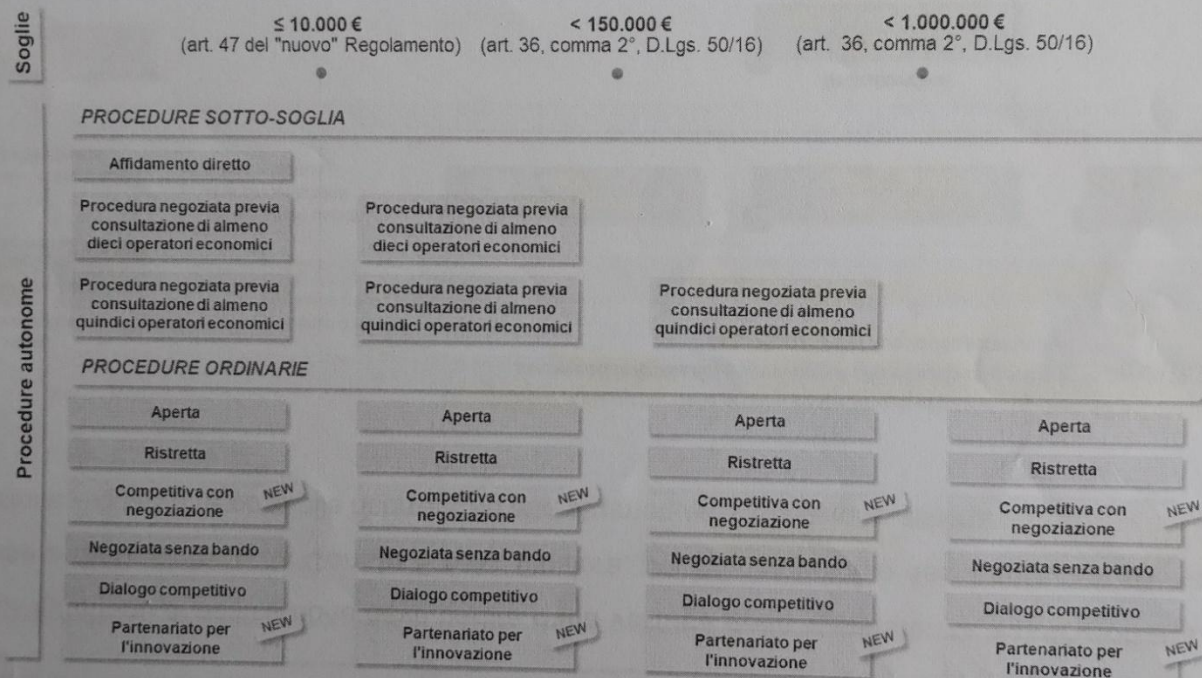 Soglie
≤ 10.000 €
(art. 47 del "nuovo" Regolamento)
< 150.000 €
(art. 36, comma 2°, D.Lgs. 50/16)
< 1.000.000 €
(art. 36, comma 2°, D.Lgs. 50/16)
Procedure autonome
PROCEDURE SOTTO-SOGLIA
Affidamento diretto
Procedura negoziata previa
consultazione di almeno
dieci operatori economici
Procedura negoziata previa
consultazione di almeno
dieci operatori economici
Procedura negoziata previa
consultazione di almeno
quindici operatori economici
Procedura negoziata previa
consultazione di almeno
quindici operatori economici
Procedura negoziata previa
consultazione di almeno
quindici operatori economici
PROCEDURE ORDINARIE
Aperta
Aperta
Aperta
Aperta
Ristretta
Ristretta
Ristretta
Ristretta
Competitiva con
negoziazione
NEW
Competitiva con
negoziazione
NEW
Competitiva con
negoziazione
NEW
Competitiva con
negoziazione
NEW
Negoziata senza bando
Negoziata senza bando
Negoziata senza bando
Negoziata senza bando
Dialogo competitivo
Dialogo competitivo
Dialogo competitivo
Dialogo competitivo
Partenariato per
l'innovazione
NEW
Partenariato per
l'innovazione
NEW
Partenariato per
l'innovazione
NEW
Partenariato per
l'innovazione
NEW